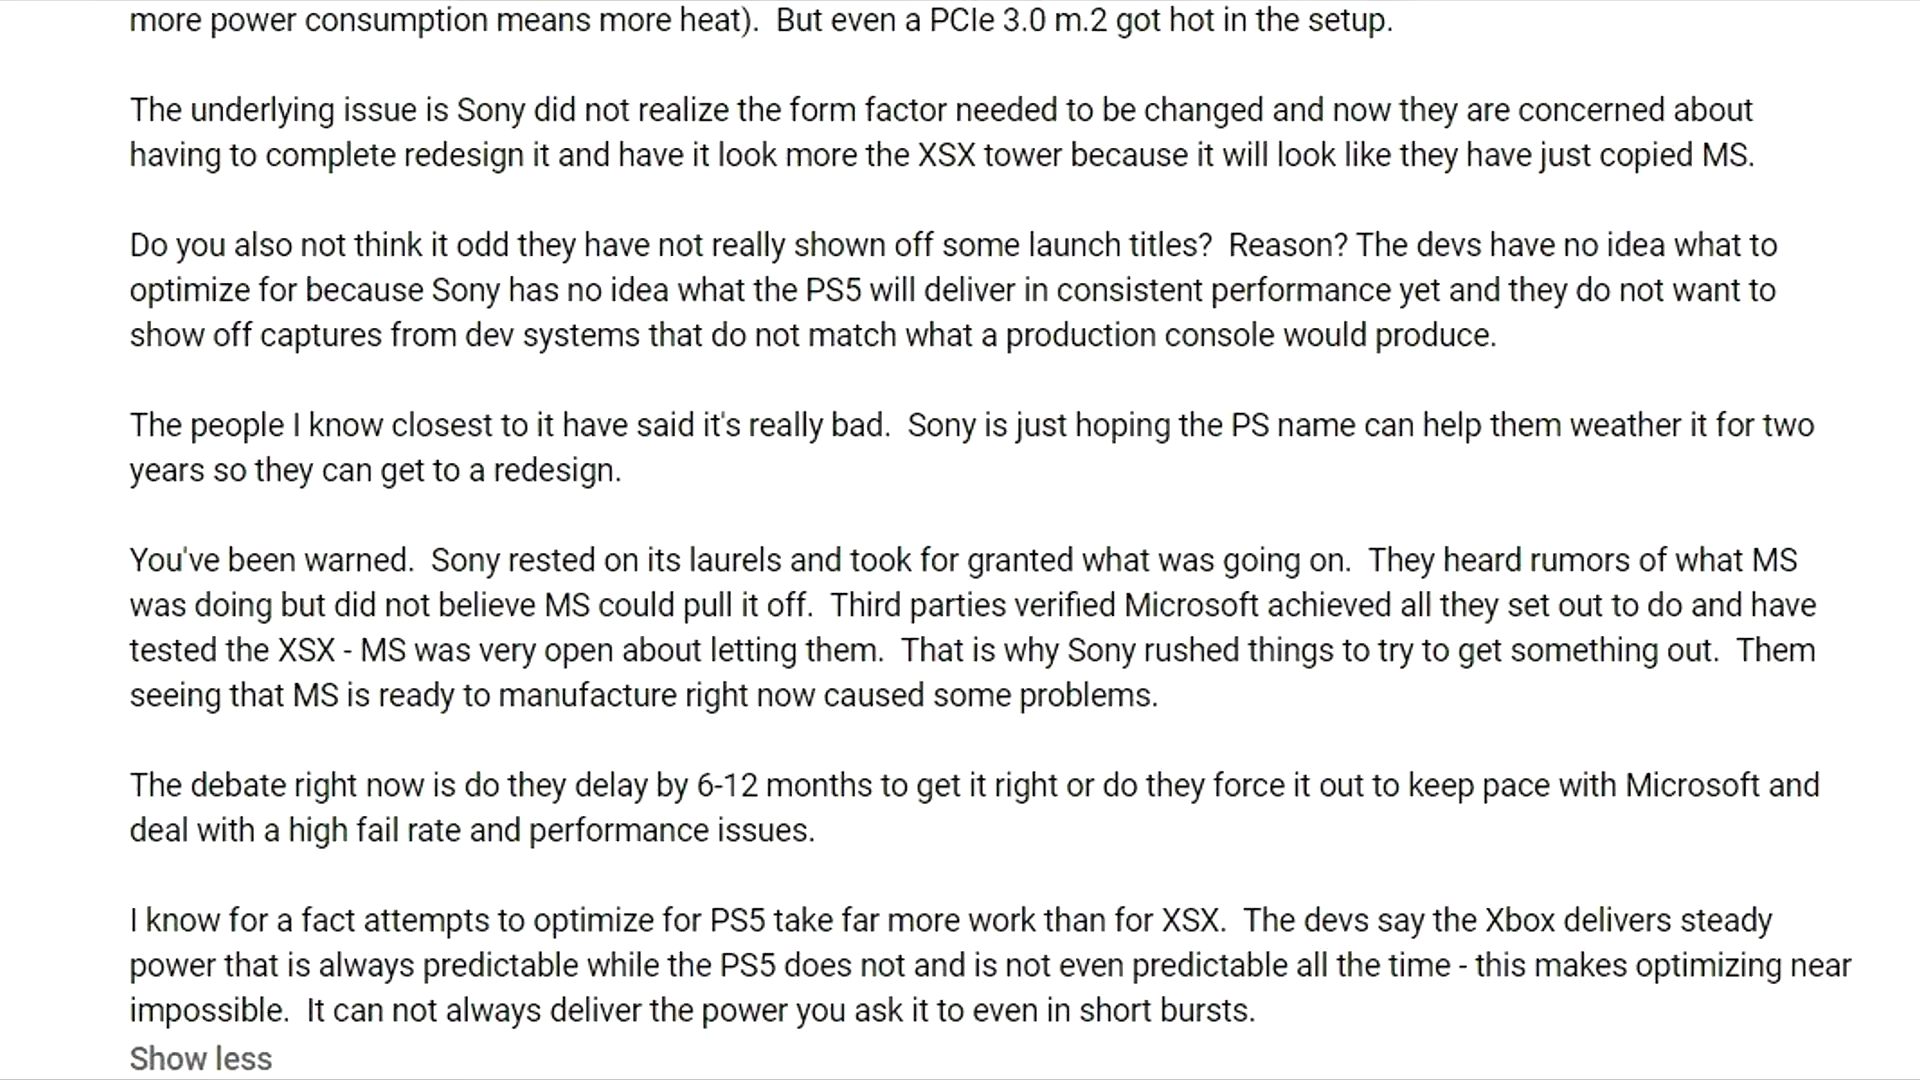 more power consumption means more heat).  But even a PCIe 3.0 m.2 got hot in the setup.
The underlying issue is Sony did not realize the form factor needed to be changed and now they are concerned about
having to complete redesign it and have it look more the XSX tower because it will look like they have just copied MS.
Do you also not think it odd they have not really shown off some launch titles?  Reason? The devs have no idea what to
optimize for because Sony has no idea what the PS5 will deliver in consistent performance yet and they do not want to
show off captures from dev systems that do not match what a production console would produce.
The people I know closest to it have said it's really bad.  Sony is just hoping the PS name can help them weather it for two
years so they can get to a redesign.
You've been warned.  Sony rested on its laurels and took for granted what was going on.  They heard rumors of what MS
was doing but did not believe MS could pull it off.  Third parties verified Microsoft achieved all they set out to do and have
tested the XSX - MS was very open about letting them.  That is why Sony rushed things to try to get something out.  Them
seeing that MS is ready to manufacture right now caused some problems.
The debate right now is do they delay by 6-12 months to get it right or do they force it out to keep pace with Microsoft and
deal with a high fail rate and performance issues.
I know for a fact attempts to optimize for PS5 take far more work than for XSX.  The devs say the Xbox delivers steady
power that is always predictable while the PS5 does not and is not even predictable all the time - this makes optimizing near
impossible.  It can not always deliver the power you ask it to even in short bursts.
Show less